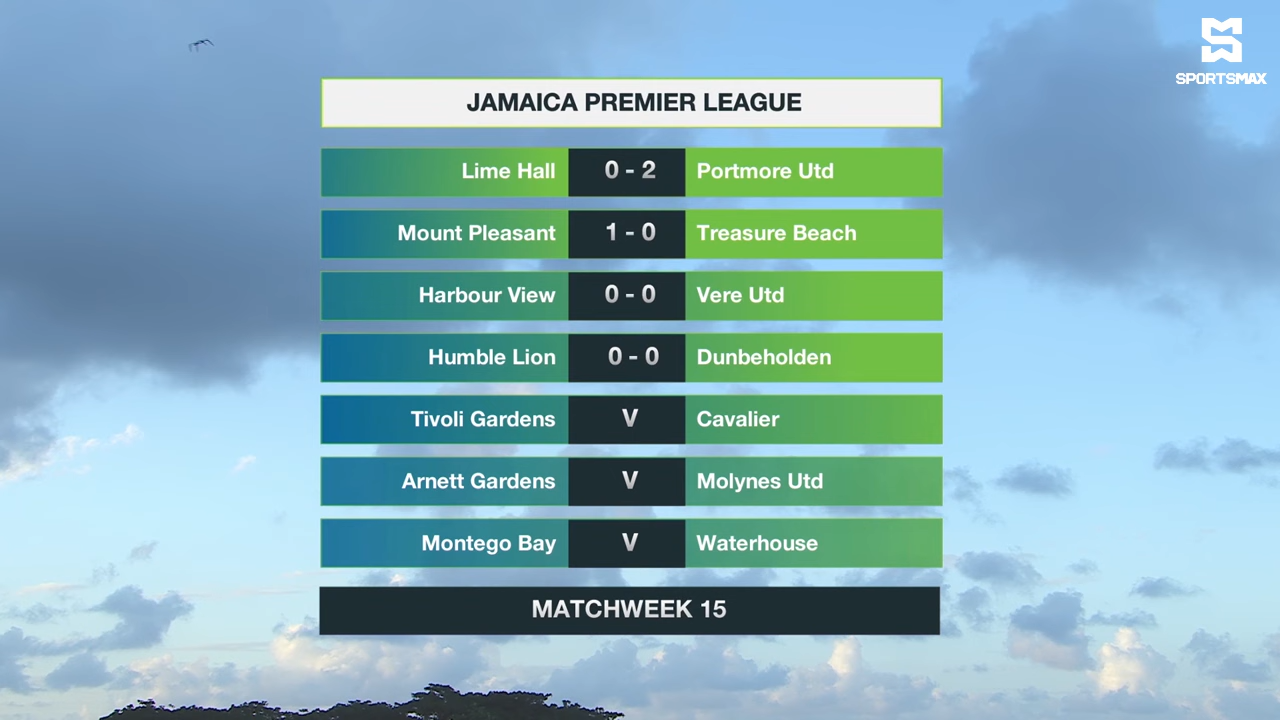 SPORTSMAX
JAMAICA PREMIER LEAGUE
Lime Hall 0 - 2 Portmore Utd
Mount Pleasant 1 - 0 Treasure Beach
Harbour View 0 - 0 Vere Utd
Humble Lion 0 - 0 Dunbeholden
Tivoli Gardens V Cavalier
Arnett Gardens V Molynes Utd
Montego Bay V Waterhouse
MATCHWEEK 15